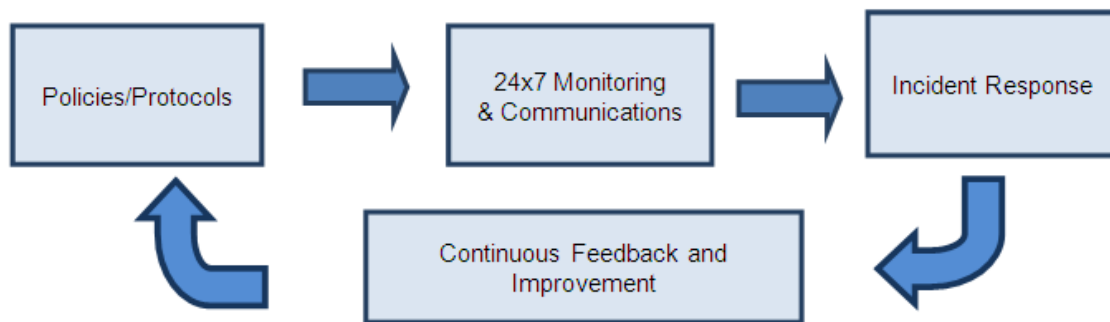 Policies/Protocols
24x7 Monitoring
& Communications
Incident Response
Continuous Feedback and
Improvement